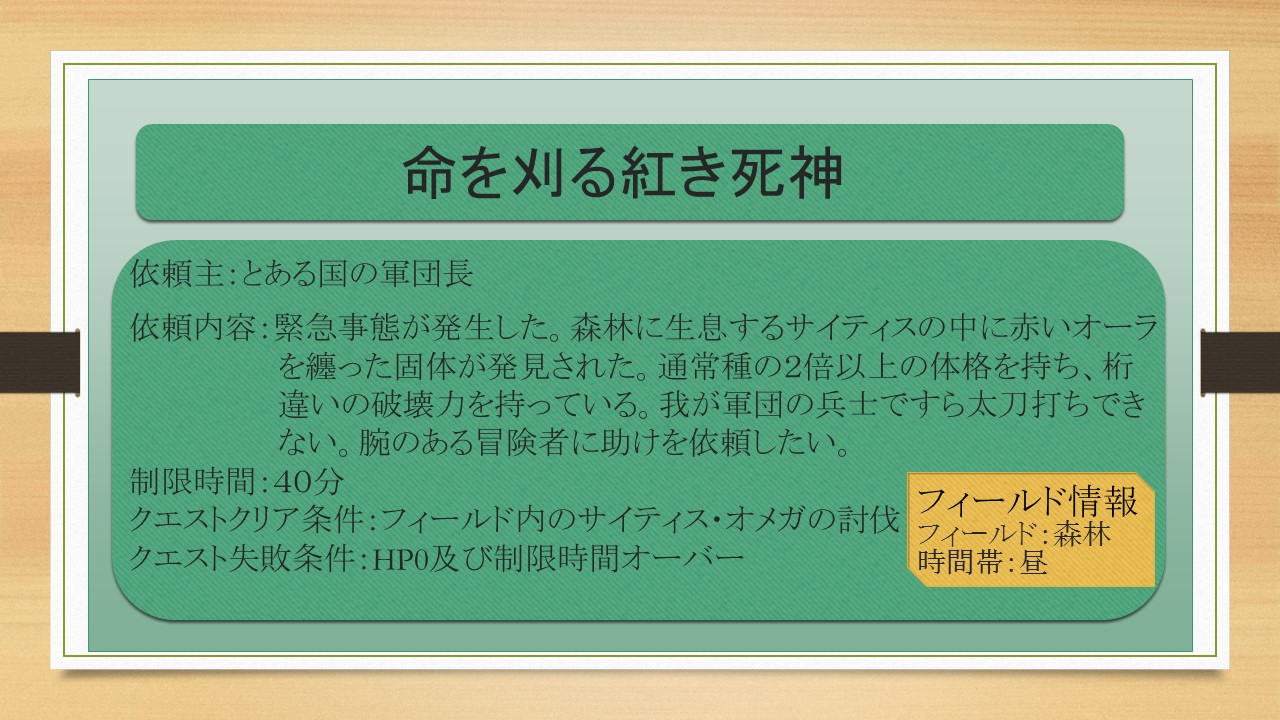 命を刈る紅き死神
依頼主：とある国の軍団長
依頼内容：緊急事態が発生した。森林に生息するサイティスの中に赤いオーラ
を纏った固体が発見された。通常種の２倍以上の体格を持ち、桁
違いの破壊力を持っている。我が軍団の兵士ですら太刀打ちでき
ない。腕のある冒険者に助けを依頼したい。
制限時間：４０分
クエストクリア条件：フィールド内のサイティス・オメガの討伐
クエスト失敗条件：HP0及び制限時間オーバー
フィールド情報
フィールド：森林
時間帯：昼